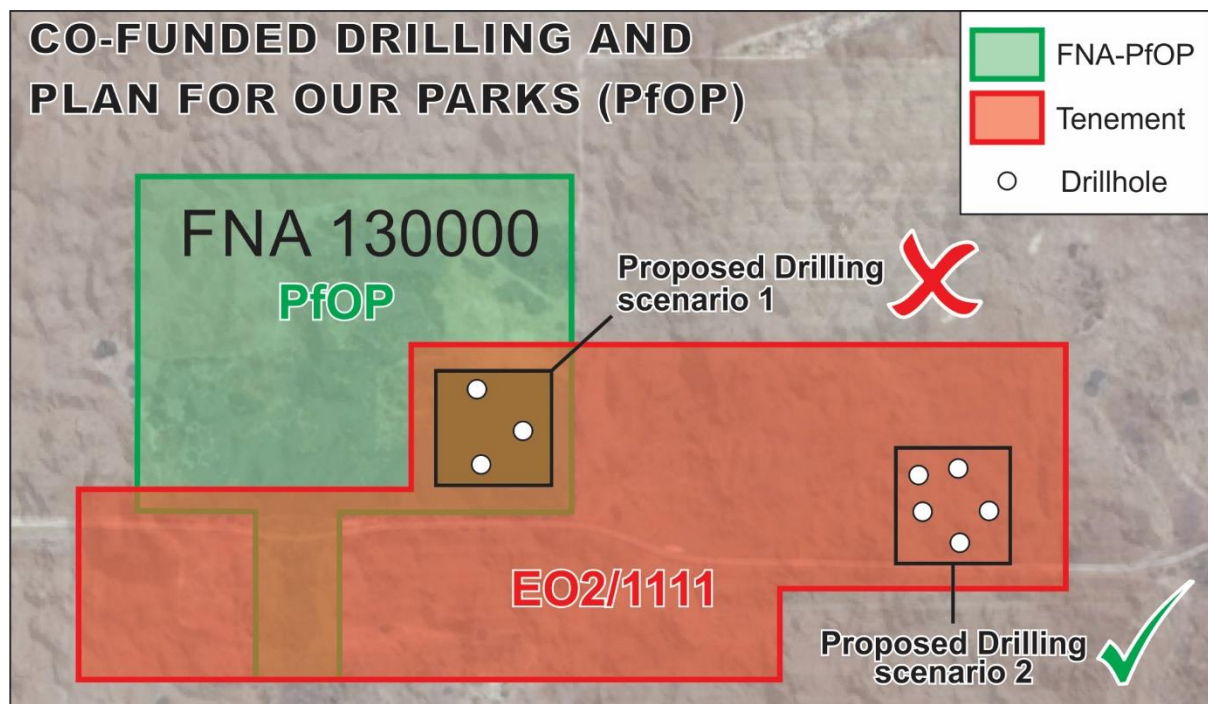 CO-FUNDED DRILLING AND
PLAN FOR OUR PARKS (PfOP)
FNA-PfOP
Tenement
Drillhole
FNA 130000
PfOP
Proposed Drilling
scenario 1
EO2/1111
Proposed Drilling
scenario 2